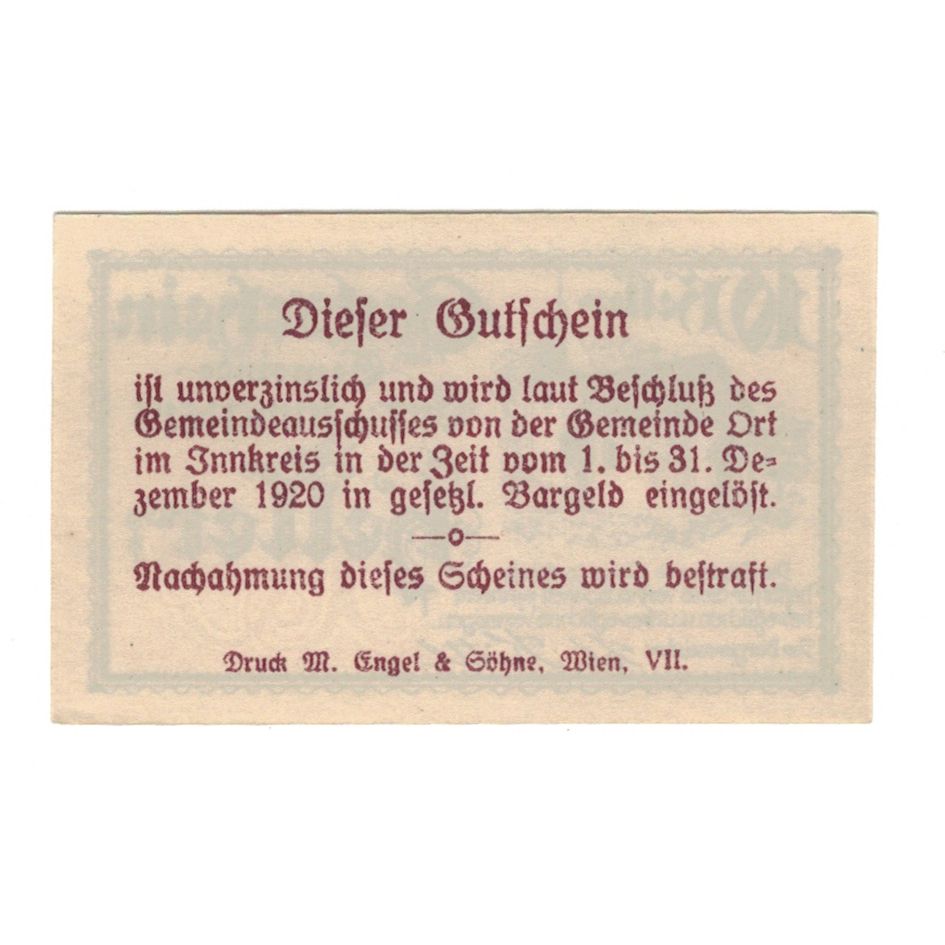 Dieser Gutschein
ist unverzinslich und wird laut Beschluß des
Gemeindeausschusses von der Gemeinde Ort
im Innkreis in der Zeit vom 1. bis 31. De=
zember 1920 in gesetzl. Bargeld eingelöst.
Nachahmung dieses Scheines wird bestraft.
Druck M. Engel & Söhne, Wien, VII.